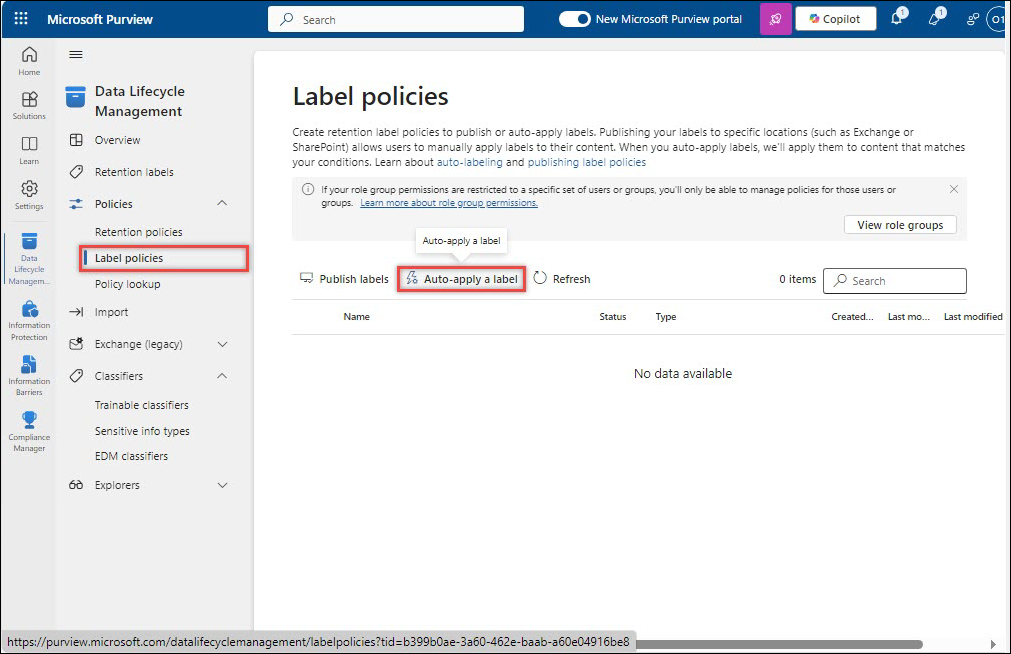 Microsoft Purview
Search
New Microsoft Purview portal
Copilot
1
1
O1
Home
Solutions
Learn
Settings
Data
Lifecycle
Managem...
Information
Protection
Information
Barriers
Compliance
Manager
Data Lifecycle
Management
Overview
Retention labels
Policies
Retention policies
Label policies
Policy lookup
Import
Exchange (legacy)
Classifiers
Trainable classifiers
Sensitive info types
EDM classifiers
Explorers
Label policies
Create retention label policies to publish or auto-apply labels. Publishing your labels to specific locations (such as Exchange or
SharePoint) allows users to manually apply labels to their content. When you auto-apply labels, we'll apply them to content that matches
your conditions. Learn about auto-labeling and publishing label policies
If your role group permissions are restricted to a specific set of users or groups, you'll only be able to manage policies for those users or
groups. Learn more about role group permissions.
View role groups
Auto-apply a label
Publish labels
Auto-apply a label
Refresh
0 items
Search
Name
Status
Type
Created...
Last mo...
Last modified
No data available
https://purview.microsoft.com/datalifecyclemanagement/labelpolicies?tid=b399b0ae-3a60-462e-baab-a60e04916be8